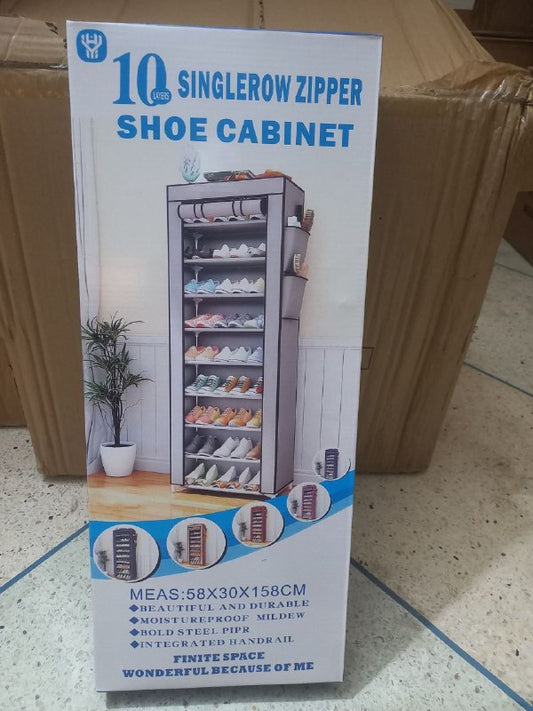 10 LAYERS SINGLEROW ZIPPER
SHOE CABINET
MEAS:58X30X158CM
◆BEAUTIFUL AND DURABLE
◆MOISTUREPROOF MILDEW
◆BOLD STEEL PIPR
◆INTEGRATED HANDRAIL
FINITE SPACE
WONDERFUL BECAUSE OF ME